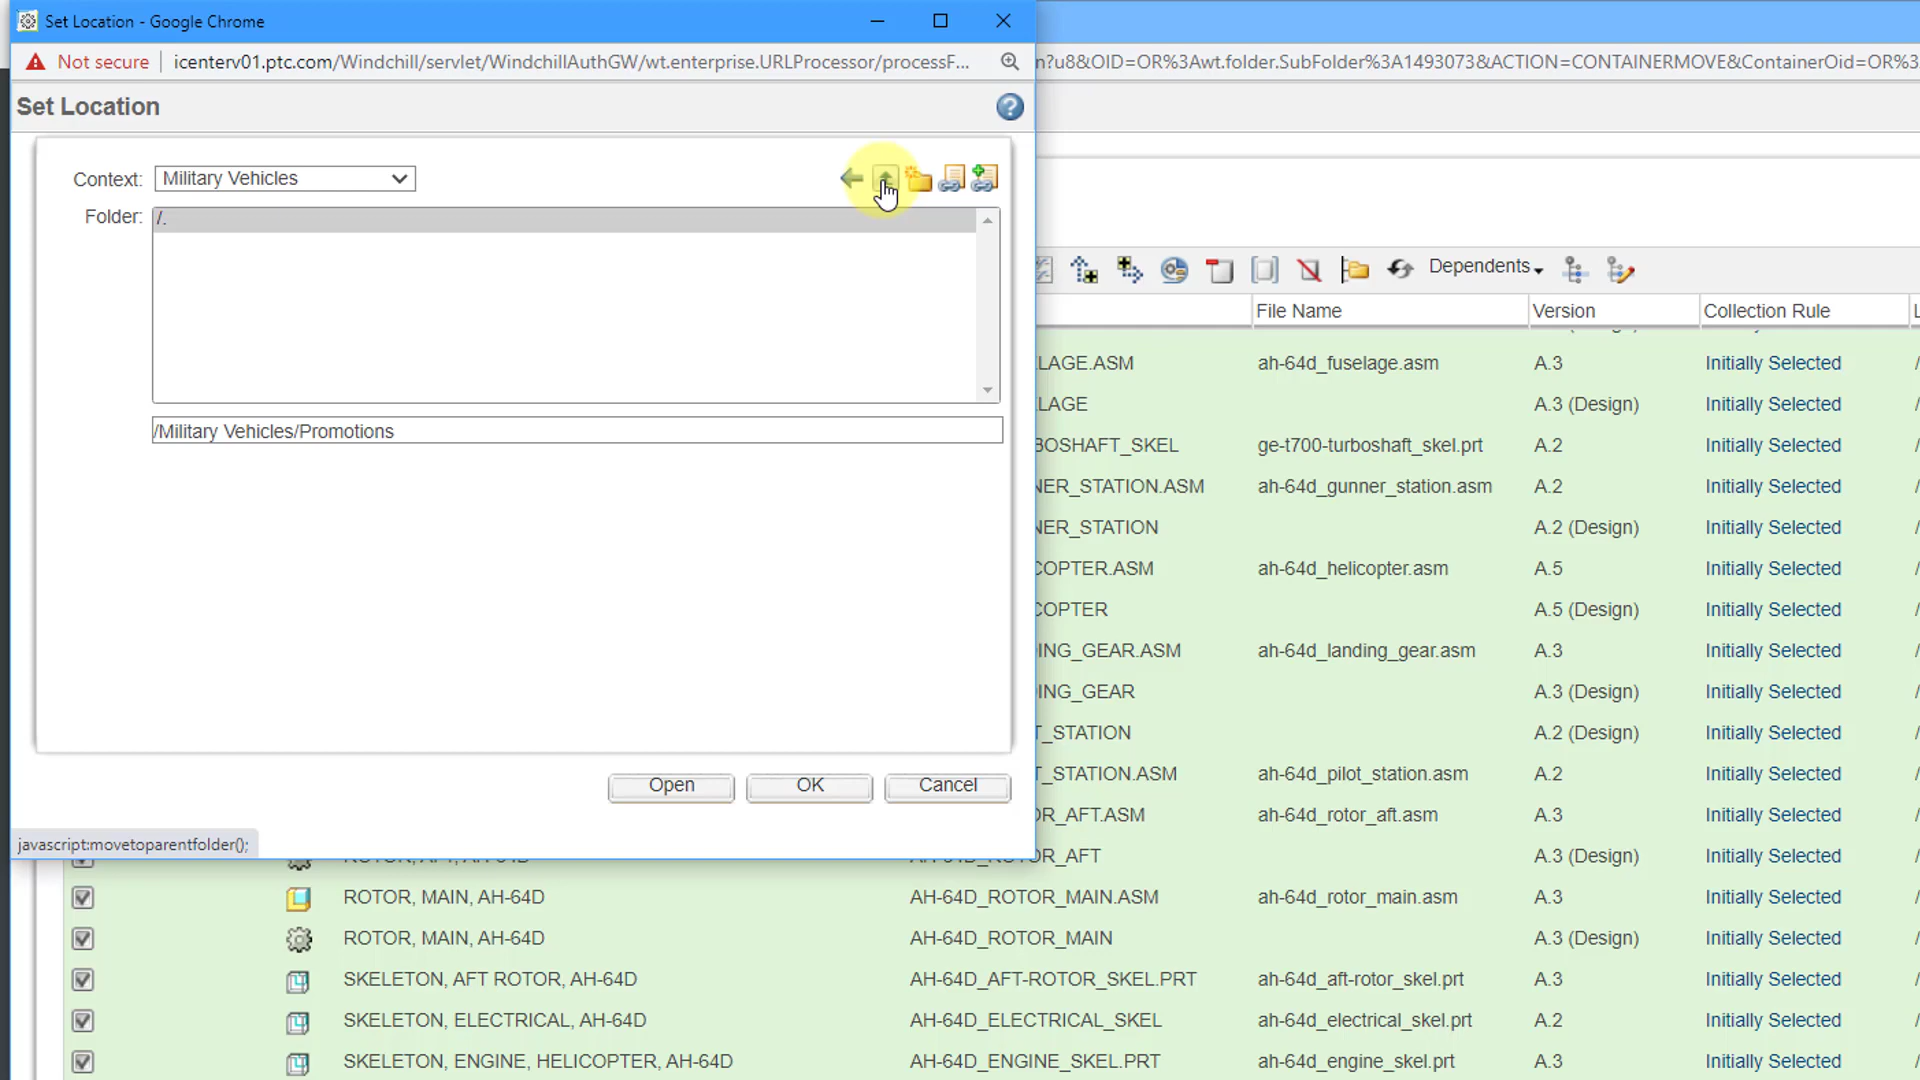 Set Location - Google Chrome
Not secure
icenterv01.ptc.com/Windchill/servlet/WindchillAuthGW/wt.enterprise.URLProcessor/processF...
n?u8&OID=OR%3Awt.folder.SubFolder%3A1493073&ACTION=CONTAINERMOVE&ContainerOid=OR%3
Set Location
Context: Military Vehicles
Folder: /.
/Military Vehicles/Promotions
Open OK Cancel
javascript:movetoparentfolder();
Dependents
File Name Version Collection Rule L
LAGE.ASM ah-64d_fuselage.asm A.3 Initially Selected /
LAGE A.3 (Design) Initially Selected /
BOSHAFT_SKEL ge-t700-turboshaft_skel.prt A.2 Initially Selected /
NER_STATION.ASM ah-64d_gunner_station.asm A.2 Initially Selected /
NER_STATION A.2 (Design) Initially Selected /
COPTER.ASM ah-64d_helicopter.asm A.5 Initially Selected /
COPTER A.5 (Design) Initially Selected /
ING_GEAR.ASM ah-64d_landing_gear.asm A.3 Initially Selected /
ING_GEAR A.3 (Design) Initially Selected /
T_STATION A.2 (Design) Initially Selected /
T_STATION.ASM ah-64d_pilot_station.asm A.2 Initially Selected /
OR_AFT.ASM ah-64d_rotor_aft.asm A.3 Initially Selected /
ROTOR, AFT, AH-64D AH-64D_ROTOR_AFT A.3 (Design) Initially Selected /
ROTOR, MAIN, AH-64D AH-64D_ROTOR_MAIN.ASM ah-64d_rotor_main.asm A.3 Initially Selected /
ROTOR, MAIN, AH-64D AH-64D_ROTOR_MAIN A.3 (Design) Initially Selected /
SKELETON, AFT ROTOR, AH-64D AH-64D_AFT-ROTOR_SKEL.PRT ah-64d_aft-rotor_skel.prt A.3 Initially Selected /
SKELETON, ELECTRICAL, AH-64D AH-64D_ELECTRICAL_SKEL ah-64d_electrical_skel.prt A.2 Initially Selected /
SKELETON, ENGINE, HELICOPTER, AH-64D AH-64D_ENGINE_SKEL.PRT ah-64d_engine_skel.prt A.3 Initially Selected /